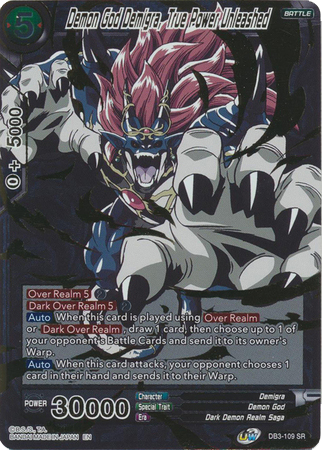 Demon God Demigra, True Power Unleashed
BATTLE
5
0+ 5000
Over Realm 5
Dark Over Realm 5
Auto When this card is played using Over Realm
or Dark Over Realm, draw 1 card, then choose up to 1 of
your opponent's Battle Cards and send it to its owner's
Warp.
Auto When this card attacks, your opponent chooses 1
card in their hand and sends it to their Warp.
POWER 30000
Character Demigra
Special Trait Demon God
Era Dark Demon Realm Saga
©B.S./S., T.A.
BANDAI MADE IN JAPAN EN
DB3-109 SR